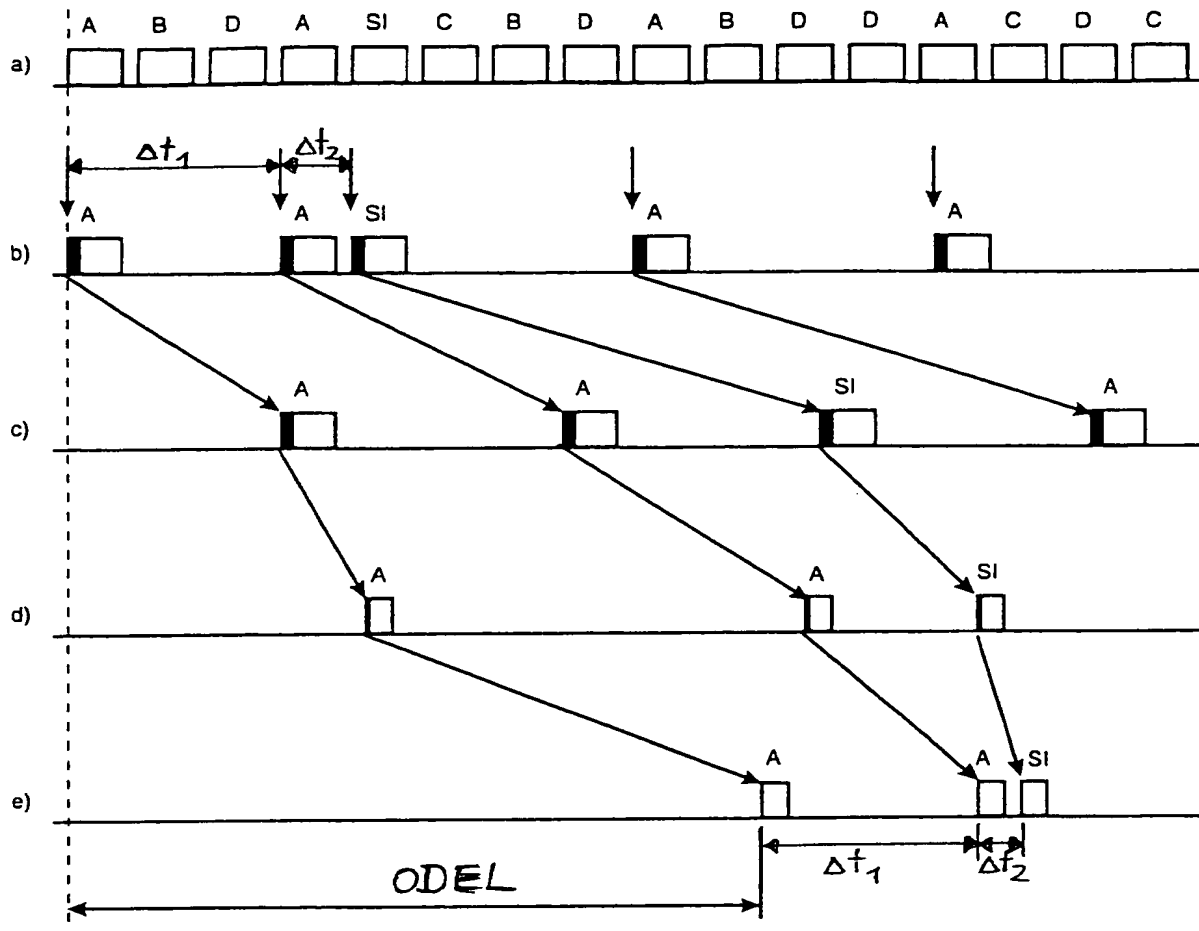 A B D A SI C B D A B D D A C D C
a)
Δt₁ Δt₂
A A SI A A
b)
A A SI A
c)
A A SI
d)
A A SI
e)
Δt₁ Δt₂
ODEL